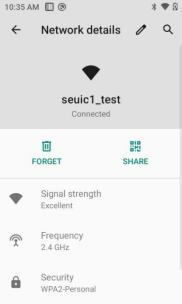 10:35 AM
Network details
seuic1_test
Connected
FORGET SHARE
Signal strength
Excellent
Frequency
2.4 GHz
Security
WPA2-Personal